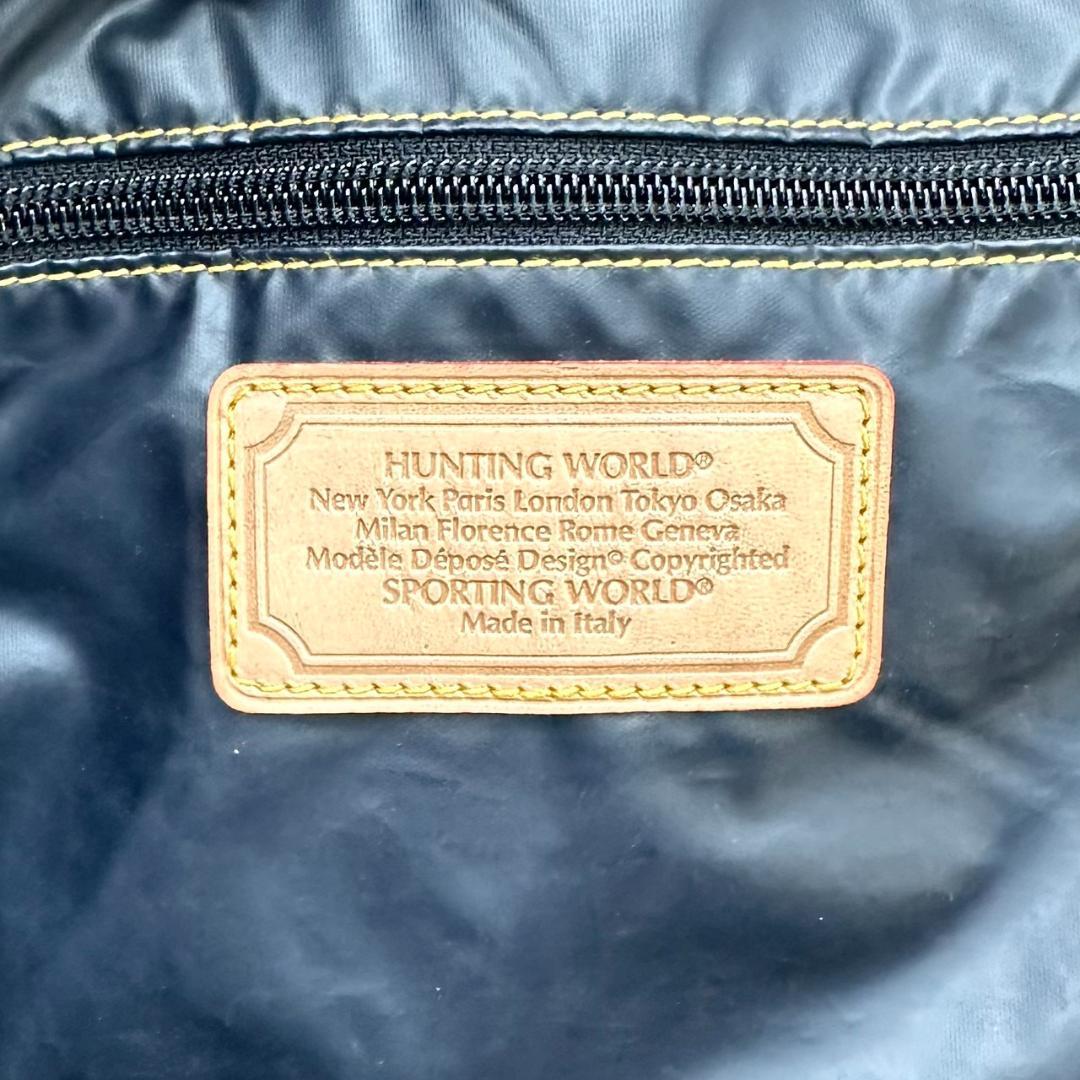 HUNTING WORLD®
New York Paris London Tokyo Osaka
Milan Florence Rome Geneva
Modèle Déposé Design© Copyrighted
SPORTING WORLD®
Made in Italy